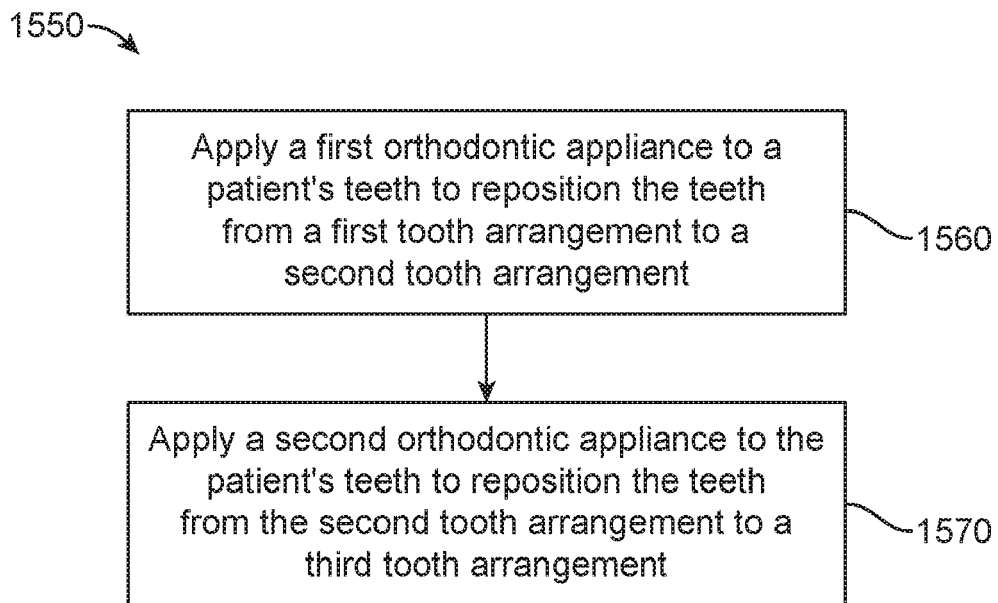 1550
Apply a first orthodontic appliance to a
patient's teeth to reposition the teeth
from a first tooth arrangement to a
second tooth arrangement
1560
Apply a second orthodontic appliance to the
patient's teeth to reposition the teeth
from the second tooth arrangement to a
third tooth arrangement
1570